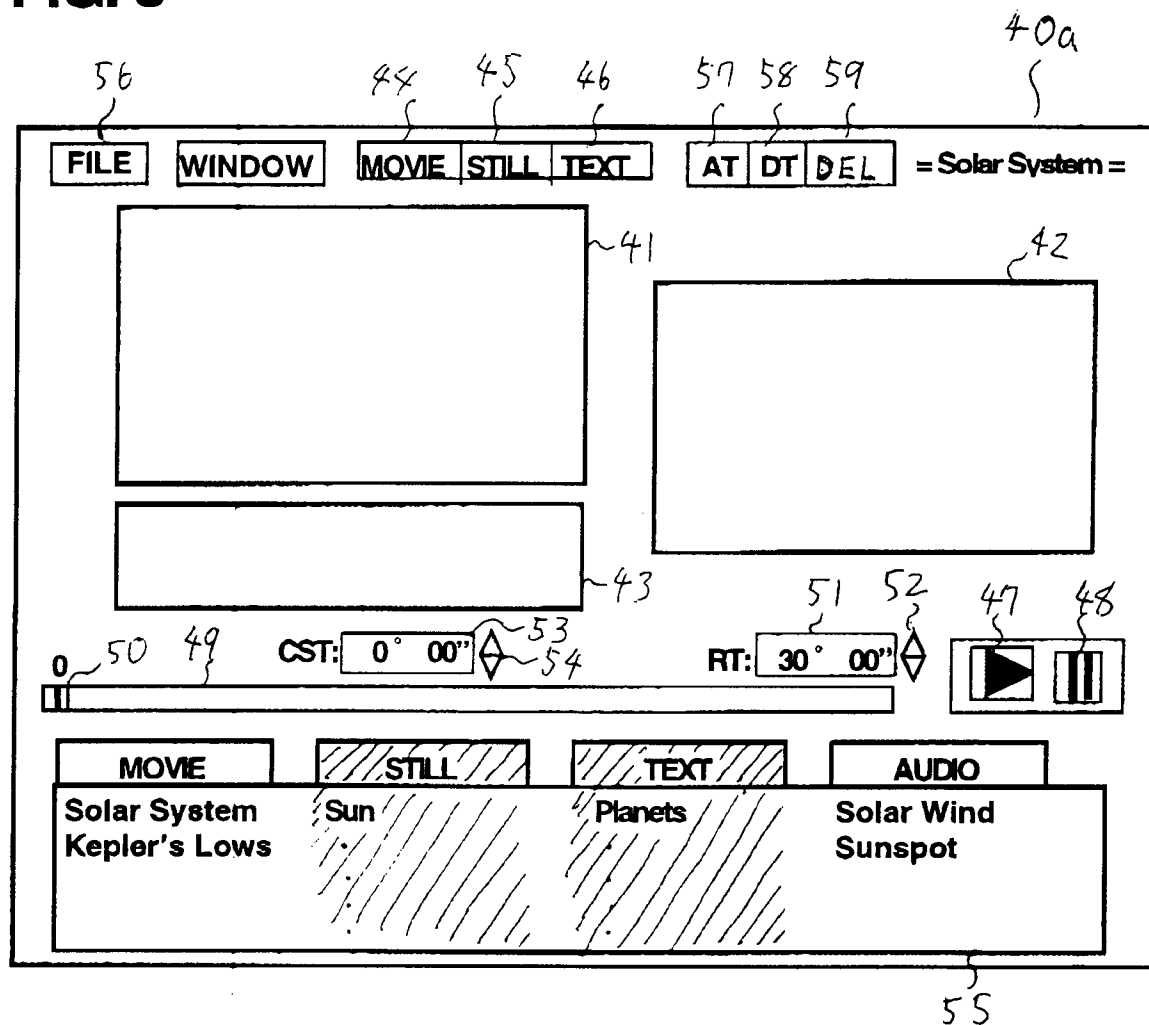 40a
56 44 45 46 57 58 59
FILE WINDOW MOVIE STILL TEXT AT DT DEL = Solar System =
41
42
43
51 52 47 48
53
CST: 0° 00" 54 RT: 30° 00"
0 50 49
MOVIE STILL TEXT AUDIO
Solar System Sun Planets Solar Wind
Kepler's Lows Sunspot
55